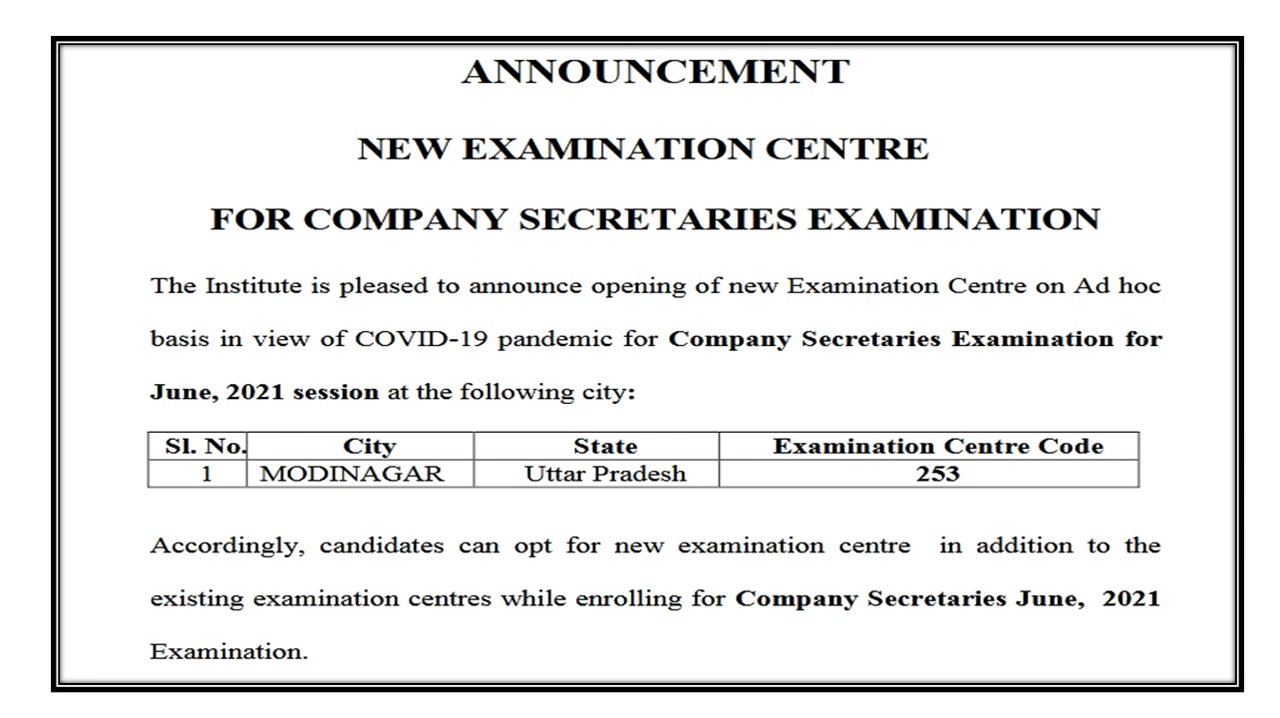 ANNOUNCEMENT
NEW EXAMINATION CENTRE
FOR COMPANY SECRETARIES EXAMINATION
The Institute is pleased to announce opening of new Examination Centre on Ad hoc
basis in view of COVID-19 pandemic for Company Secretaries Examination for
June, 2021 session at the following city:
Sl. No. City State Examination Centre Code
1 MODINAGAR Uttar Pradesh 253
Accordingly, candidates can opt for new examination centre in addition to the
existing examination centres while enrolling for Company Secretaries June, 2021
Examination.